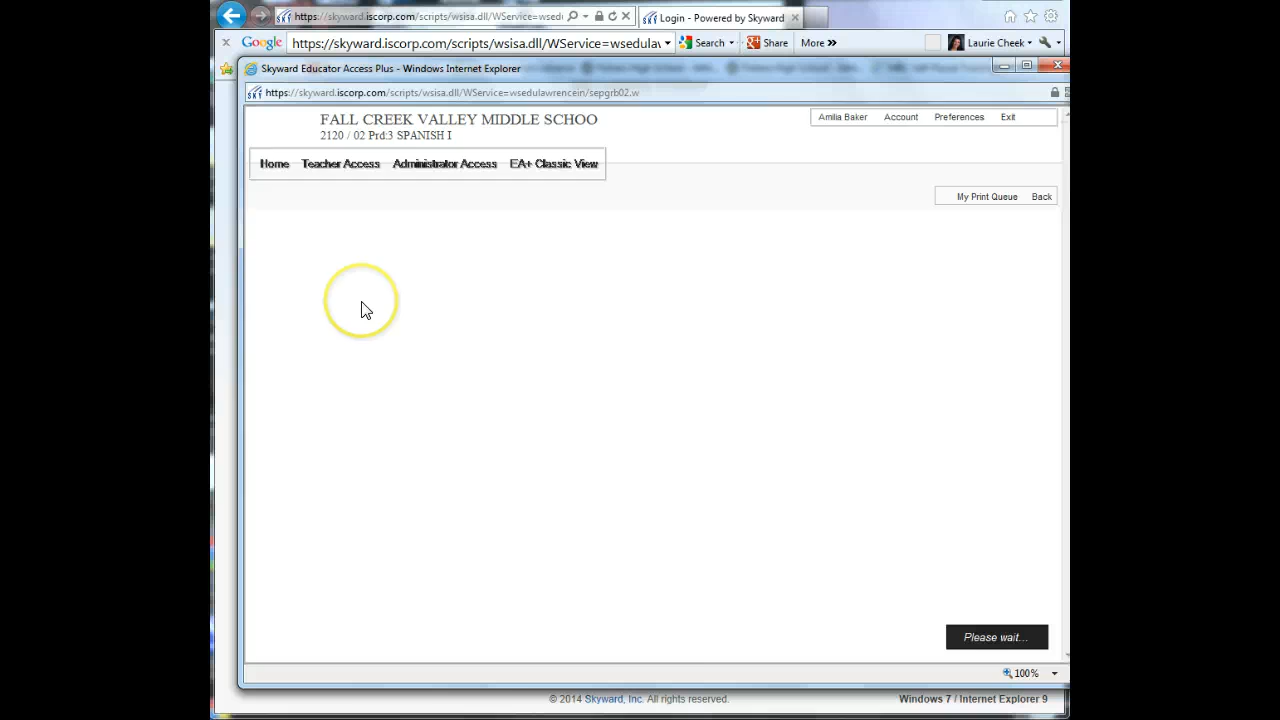 https://skyward.iscorp.com/scripts/wsisa.dll/WService=wsed
Login - Powered by Skyward
Google https://skyward.iscorp.com/scripts/wsisa.dll/WService=wsedulaw Search Share More » Laurie Cheek
Skyward Educator Access Plus - Windows Internet Explorer
https://skyward.iscorp.com/scripts/wsisa.dll/WService=wsedulawrencein/sepgrb02.w
FALL CREEK VALLEY MIDDLE SCHOO
Amilia Baker Account Preferences Exit
2120 / 02 Prd:3 SPANISH I
Home Teacher Access Administrator Access EA+ Classic View
My Print Queue Back
Please wait...
100%
© 2014 Skyward, Inc. All rights reserved. Windows 7 / Internet Explorer 9